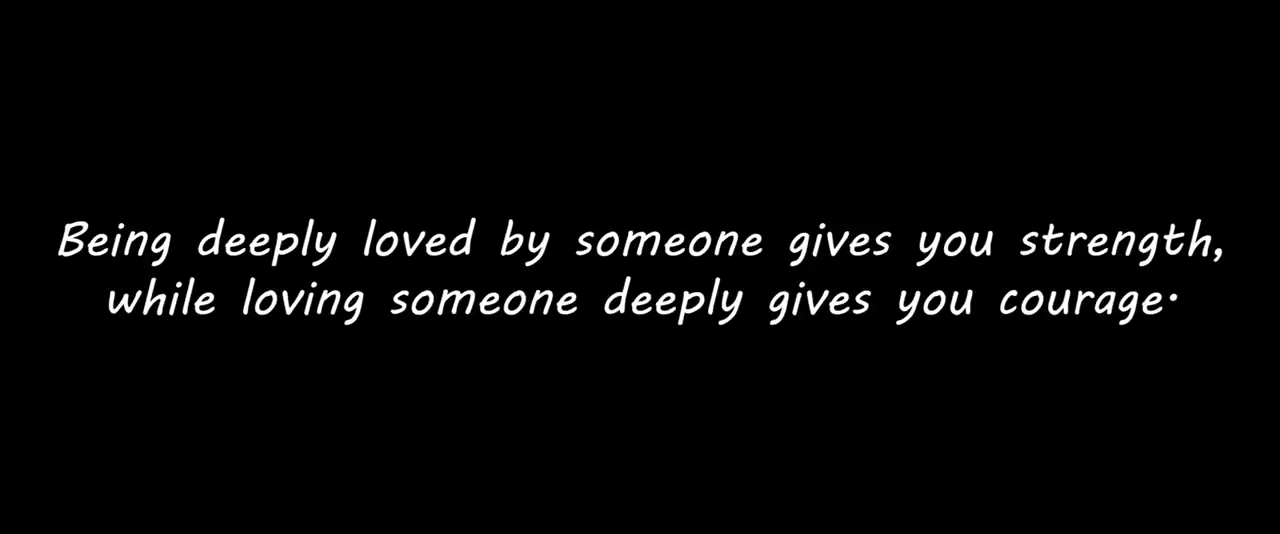 Being deeply loved by someone gives you strength,
while loving someone deeply gives you courage·